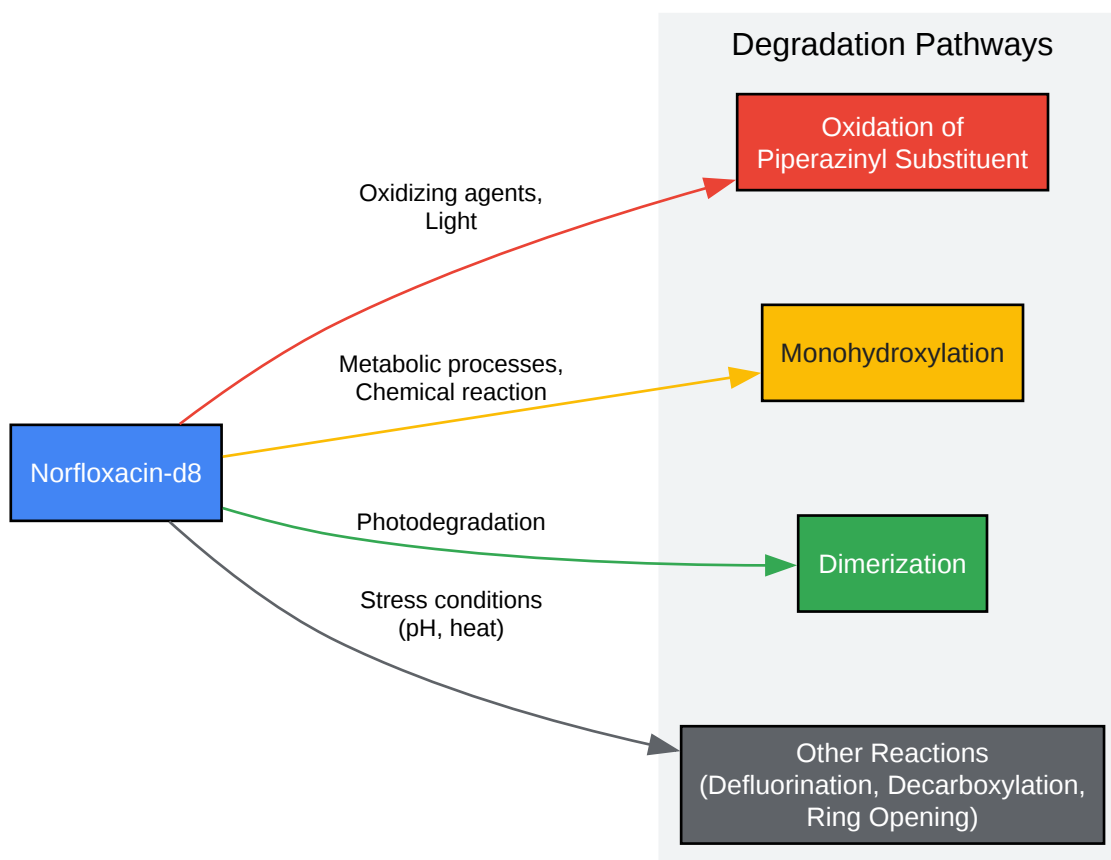 Degradation Pathways
Oxidation of
Piperazinyl Substituent
Oxidizing agents,
Light
Monohydroxylation
Metabolic processes,
Chemical reaction
Norfloxacin-d8
Photodegradation
Dimerization
Stress conditions
(pH, heat)
Other Reactions
(Defluorination, Decarboxylation,
Ring Opening)